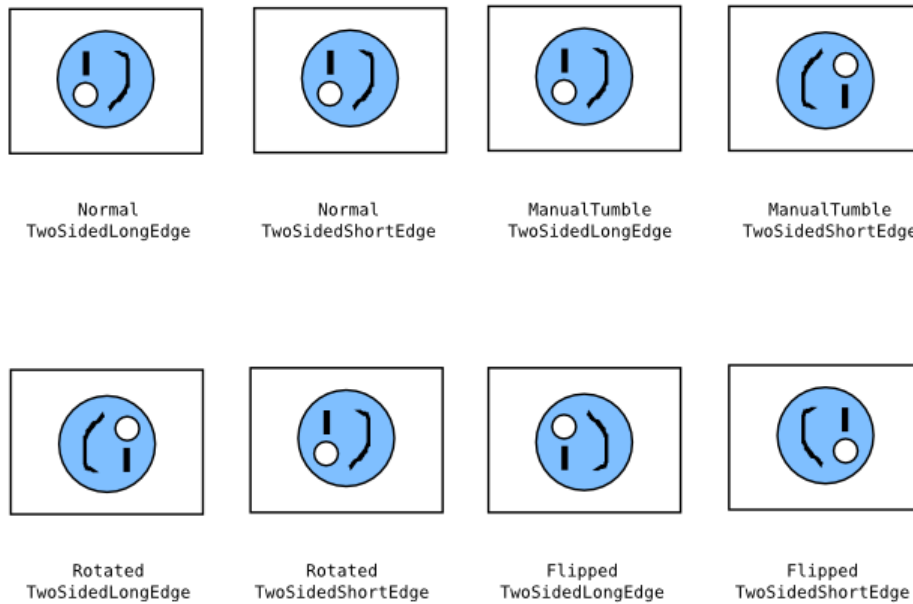 Normal
TwoSidedLongEdge
Normal
TwoSidedShortEdge
ManualTumble
TwoSidedLongEdge
ManualTumble
TwoSidedShortEdge
Rotated
TwoSidedLongEdge
Rotated
TwoSidedShortEdge
Flipped
TwoSidedLongEdge
Flipped
TwoSidedShortEdge